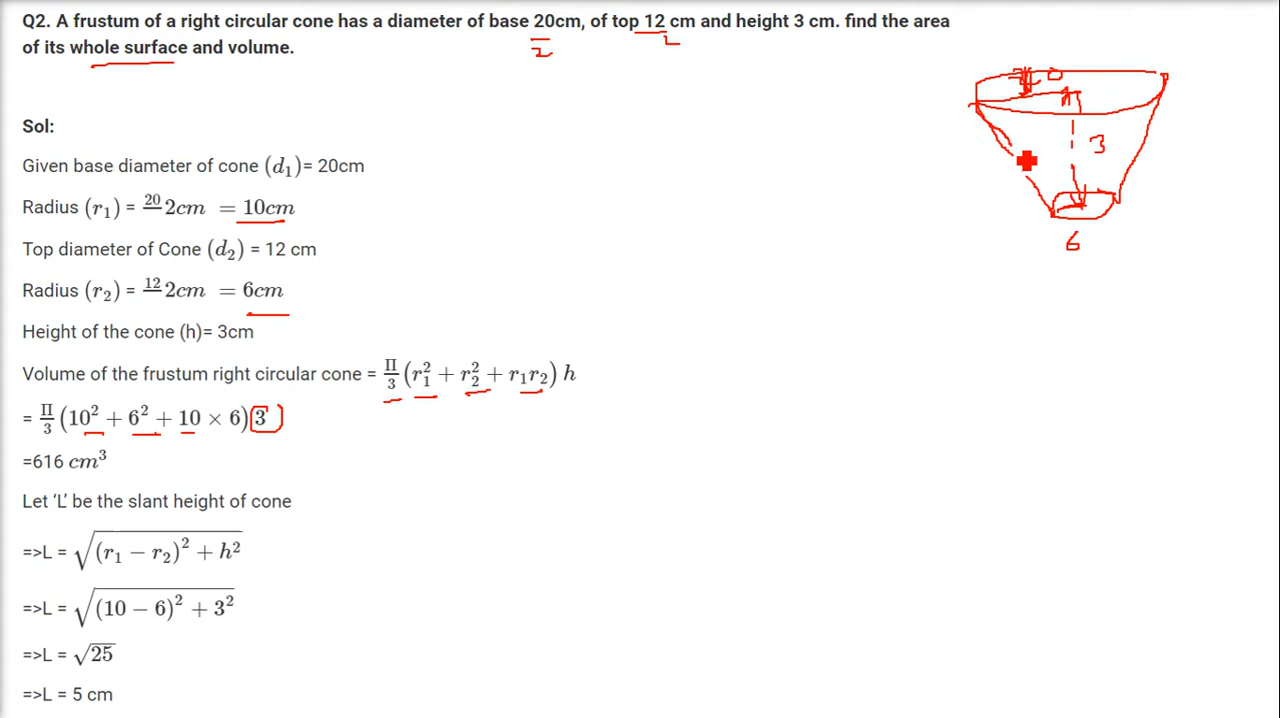 Q2. A frustum of a right circular cone has a diameter of base 20cm, of top 12 cm and height 3 cm. find the area
of its whole surface and volume.
2
2
Sol:
Given base diameter of cone (d₁)= 20cm
Radius (r₁) = 20 2cm = 10cm
Top diameter of Cone (d₂) = 12 cm
Radius (r₂) = 12 2cm = 6cm
Height of the cone (h)= 3cm
Volume of the frustum right circular cone = Π/3 (r₁² + r₂² + r₁r₂) h
= Π/3 (10² + 6² + 10 × 6) 3
=616 cm³
Let ‘L’ be the slant height of cone
=>L = √((r₁ − r₂)² + h²)
=>L = √((10 − 6)² + 3²)
=>L = √25
=>L = 5 cm
3
6